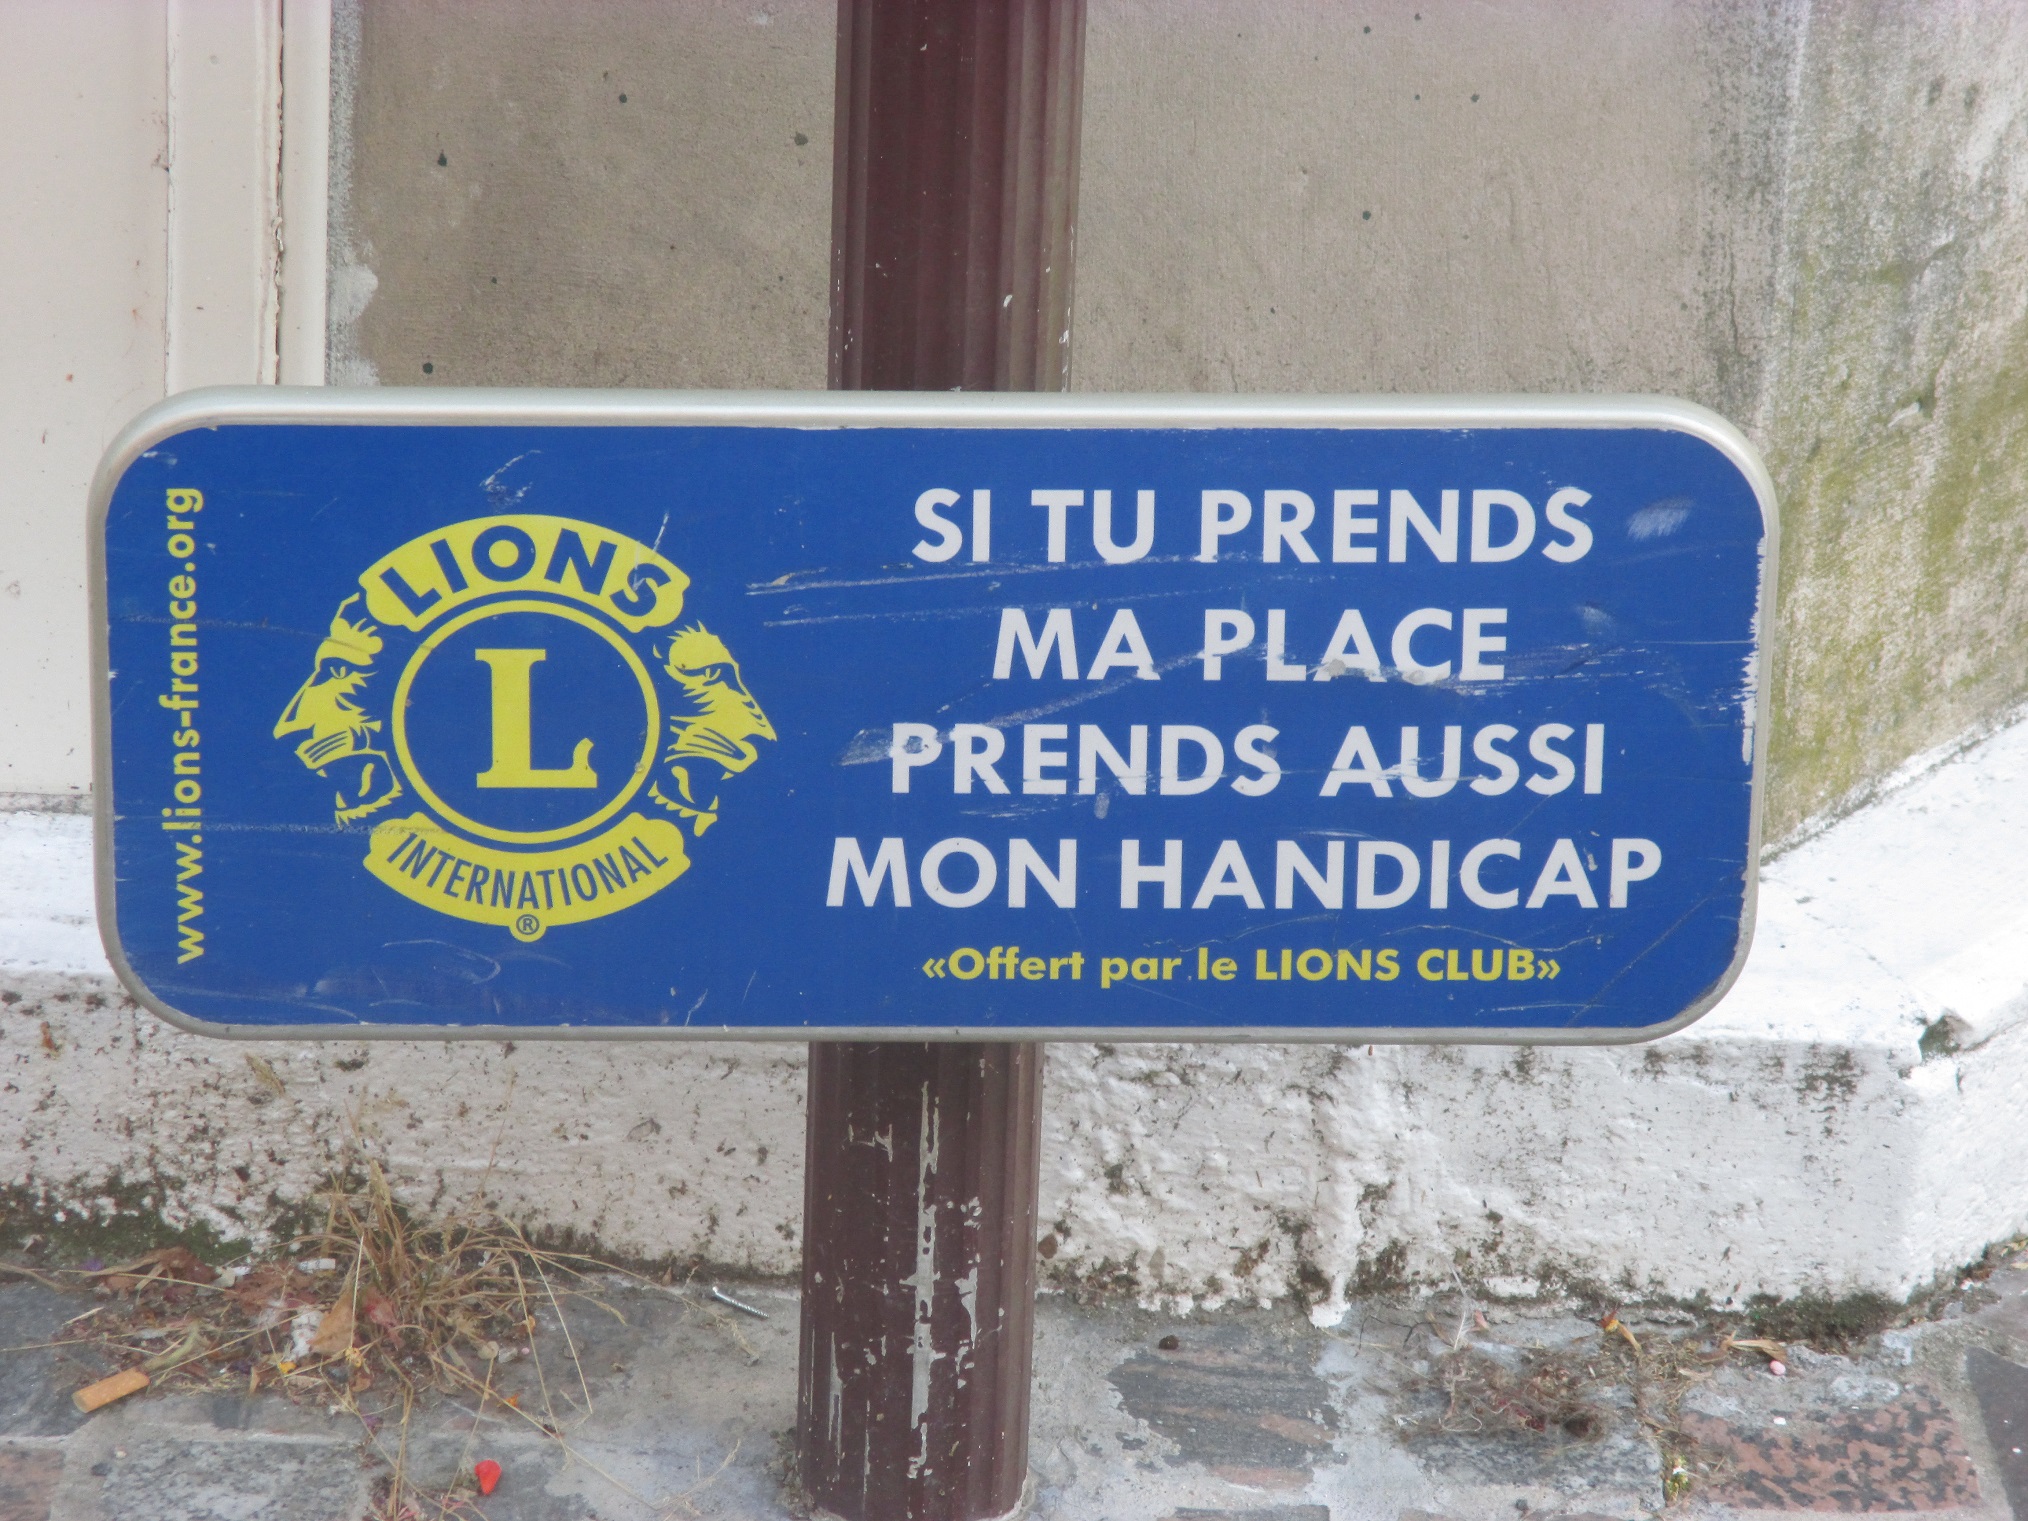 www.lions-france.org
LIONS
L
INTERNATIONAL
®
SI TU PRENDS
MA PLACE
PRENDS AUSSI
MON HANDICAP
«Offert par le LIONS CLUB»